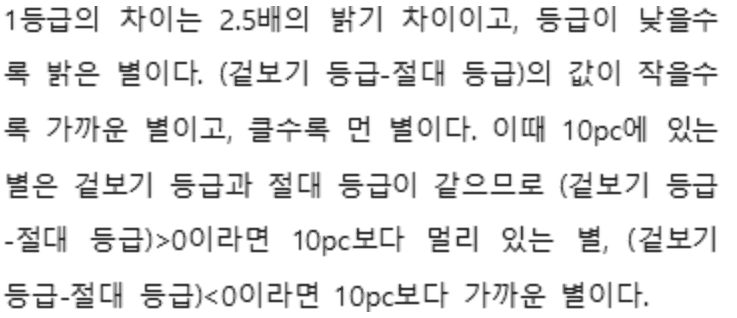 1등급의 차이는 2.5배의 밝기 차이이고, 등급이 낮을수
록 밝은 별이다. (겉보기 등급-절대 등급)의 값이 작을수
록 가까운 별이고, 클수록 먼 별이다. 이때 10pc에 있는
별은 겉보기 등급과 절대 등급이 같으므로 (겉보기 등급
-절대 등급)>0이라면 10pc보다 멀리 있는 별, (겉보기
등급-절대 등급)<0이라면 10pc보다 가까운 별이다.